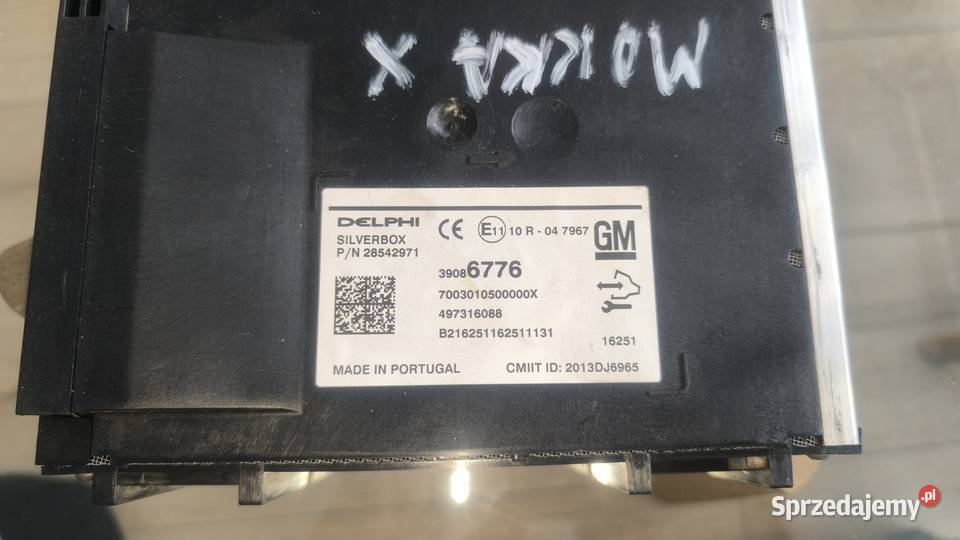 MOKKA X
DELPHI
SILVERBOX
P/N 28542971
CE E11 10 R - 04 7967
GM
39086776
7003010500000X
497316088
B216251162511131
16251
MADE IN PORTUGAL
CMIIT ID: 2013DJ6965
Sprzedajemy.pl